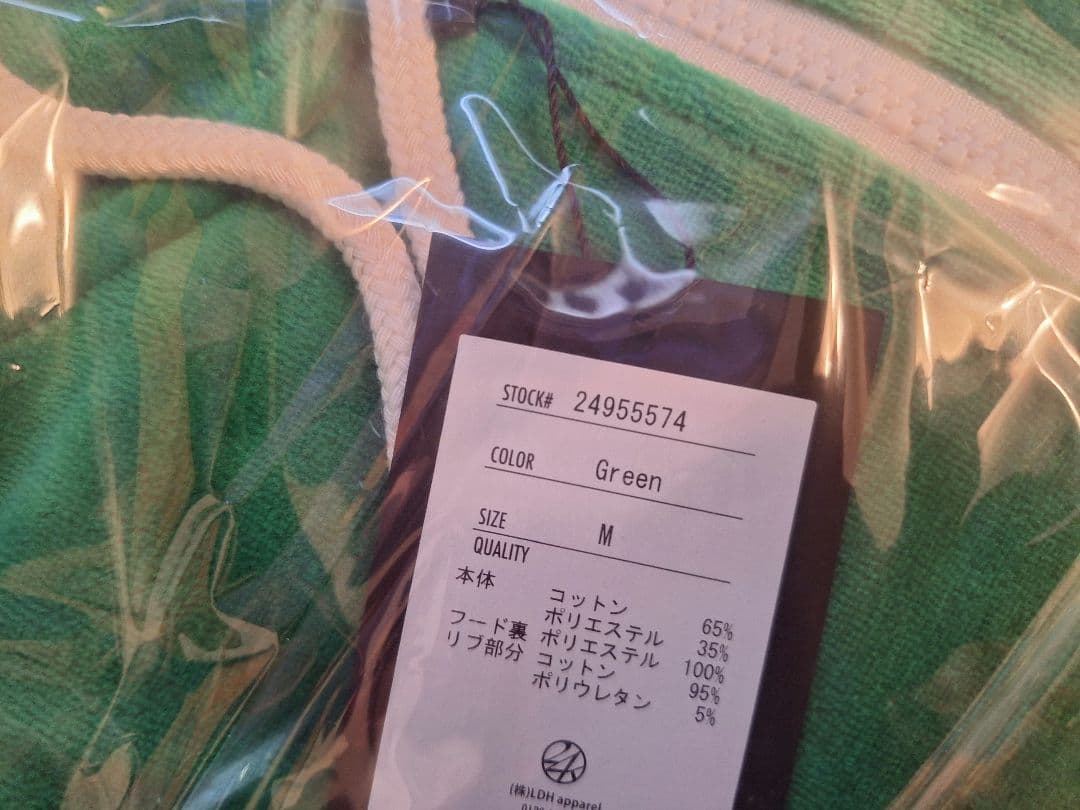 STOCK# 24955574
COLOR Green
SIZE M
QUALITY
本体 コットン 65%
ポリエステル 35%
フード裏 ポリエステル 100%
リブ部分 コットン 95%
ポリウレタン 5%
(株)LDH apparel